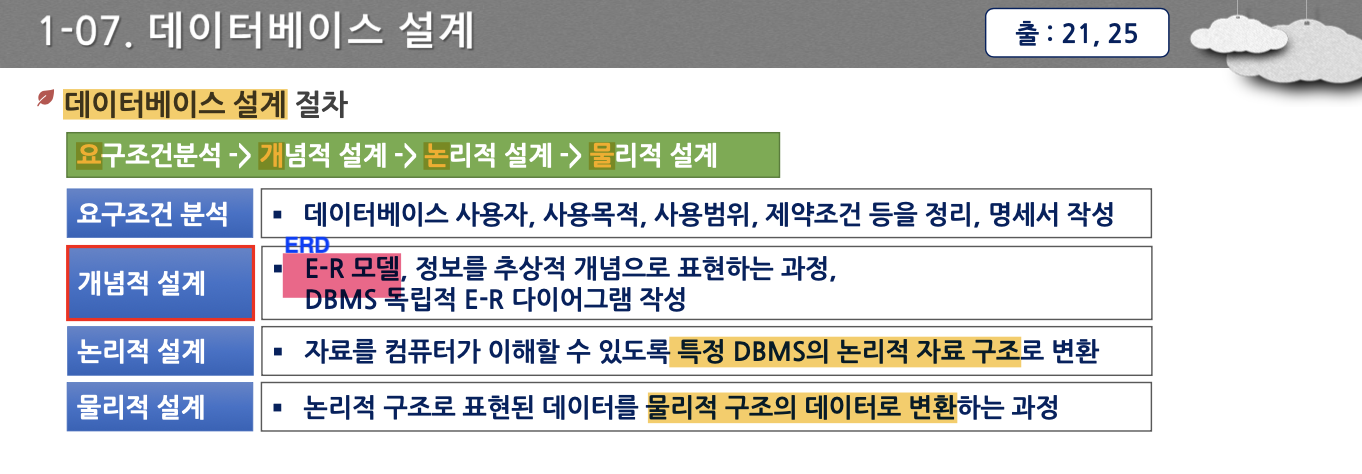 1-07. 데이터베이스 설계
출 : 21, 25
데이터베이스 설계 절차
요구조건분석 -> 개념적 설계 -> 논리적 설계 -> 물리적 설계
요구조건 분석
▪ 데이터베이스 사용자, 사용목적, 사용범위, 제약조건 등을 정리, 명세서 작성
개념적 설계
ERD
▪ E-R 모델, 정보를 추상적 개념으로 표현하는 과정,
DBMS 독립적 E-R 다이어그램 작성
논리적 설계
▪ 자료를 컴퓨터가 이해할 수 있도록 특정 DBMS의 논리적 자료 구조로 변환
물리적 설계
▪ 논리적 구조로 표현된 데이터를 물리적 구조의 데이터로 변환하는 과정